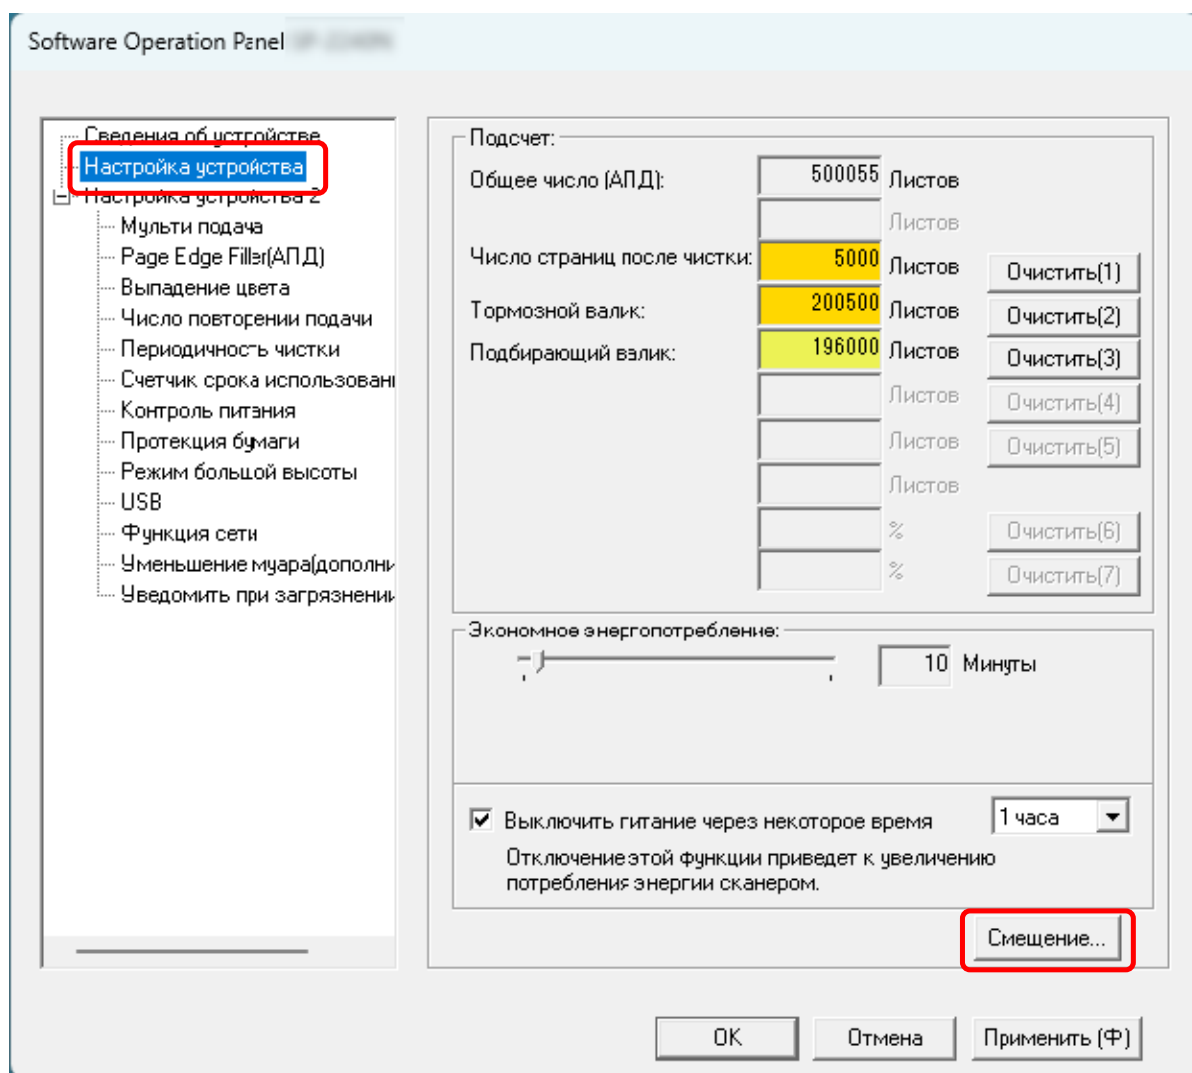 Software Operation Panel
Сведения об устройстве
Настройка устройства
Настройка устройства 2
Мульти подача
Page Edge Filler(АПД)
Выпадение цвета
Число повторении подачи
Периодичность чистки
Счетчик срока использовани
Контроль питания
Протекция бумаги
Режим большой высоты
USB
Функция сети
Уменьшение муара(дополни
Уведомить при загрязнении
Подсчет:
Общее число (АПД): 500055 Листов
Листов
Число страниц после чистки: 5000 Листов Очистить(1)
Тормозной валик: 200500 Листов Очистить(2)
Подбирающий валик: 196000 Листов Очистить(3)
Листов Очистить(4)
Листов Очистить(5)
Листов
% Очистить(6)
% Очистить(7)
Экономное энергопотребление:
10 Минуты
Выключить питание через некоторое время 1 часа
Отключение этой функции приведет к увеличению
потребления энергии сканером.
Смещение...
OK Отмена Применить (Ф)